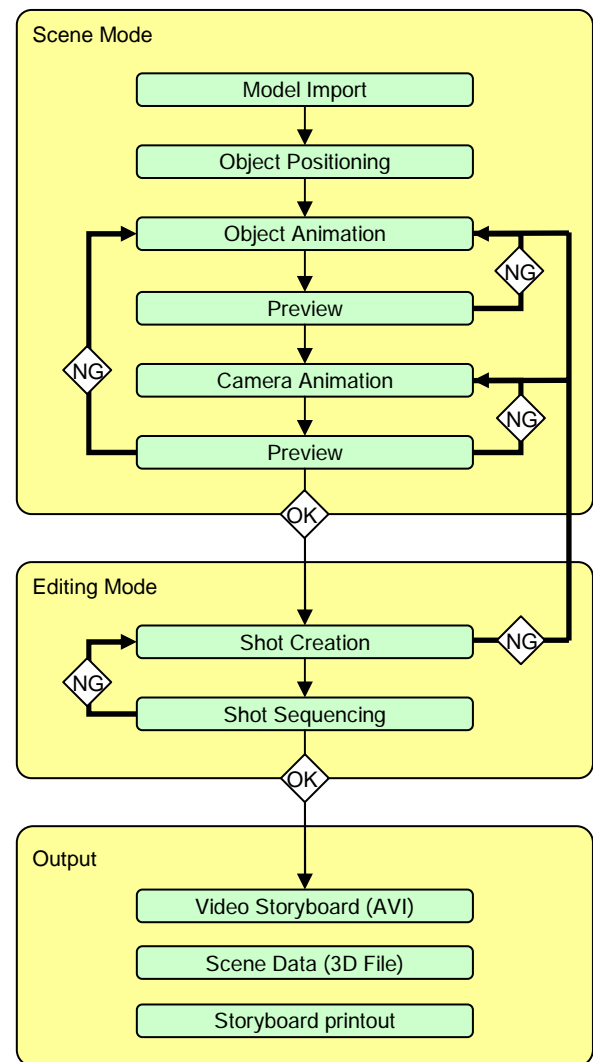 Scene Mode
Model Import
Object Positioning
Object Animation
NG
Preview
NG
Camera Animation
NG
Preview
OK
Editing Mode
Shot Creation
NG
NG
Shot Sequencing
OK
Output
Video Storyboard (AVI)
Scene Data (3D File)
Storyboard printout